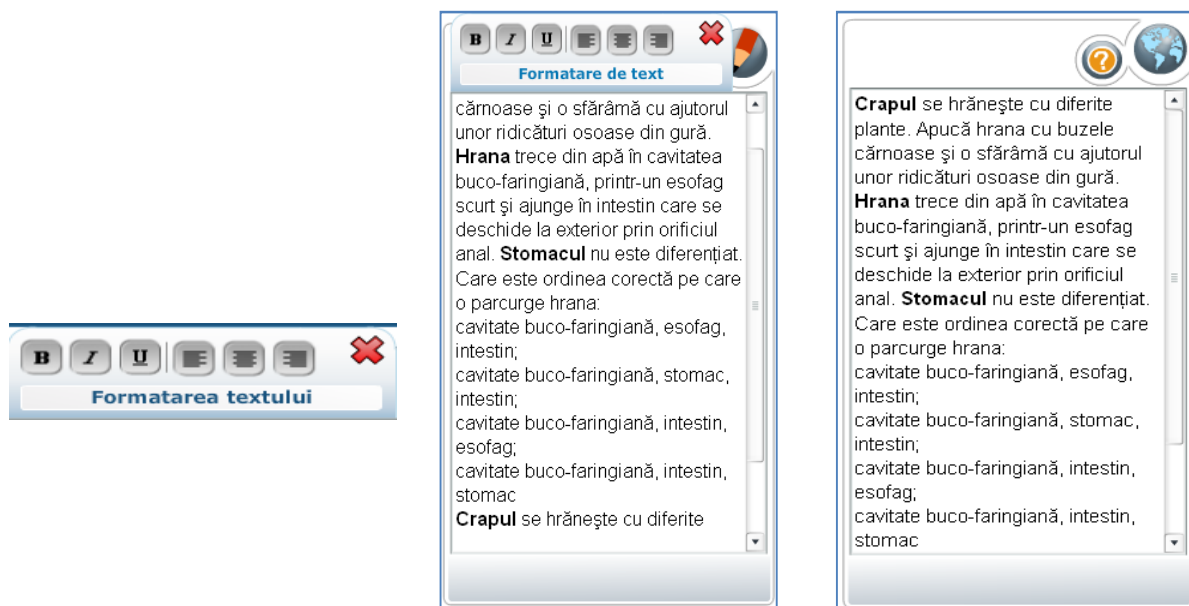 B I U
Formatarea textului
B I U
Formatare de text
cărnoase şi o sfărâmă cu ajutorul
unor ridicături osoase din gură.
Hrana trece din apă în cavitatea
buco-faringiană, printr-un esofag
scurt şi ajunge în intestin care se
deschide la exterior prin orificiul
anal. Stomacul nu este diferenţiat.
Care este ordinea corectă pe care
o parcurge hrana:
cavitate buco-faringiană, esofag,
intestin;
cavitate buco-faringiană, stomac,
intestin;
cavitate buco-faringiană, intestin,
esofag;
cavitate buco-faringiană, intestin,
stomac
Crapul se hrăneşte cu diferite
?
Crapul se hrăneşte cu diferite
plante. Apucă hrana cu buzele
cărnoase şi o sfărâmă cu ajutorul
unor ridicături osoase din gură.
Hrana trece din apă în cavitatea
buco-faringiană, printr-un esofag
scurt şi ajunge în intestin care se
deschide la exterior prin orificiul
anal. Stomacul nu este diferenţiat.
Care este ordinea corectă pe care
o parcurge hrana:
cavitate buco-faringiană, esofag,
intestin;
cavitate buco-faringiană, stomac,
intestin;
cavitate buco-faringiană, intestin,
esofag;
cavitate buco-faringiană, intestin,
stomac